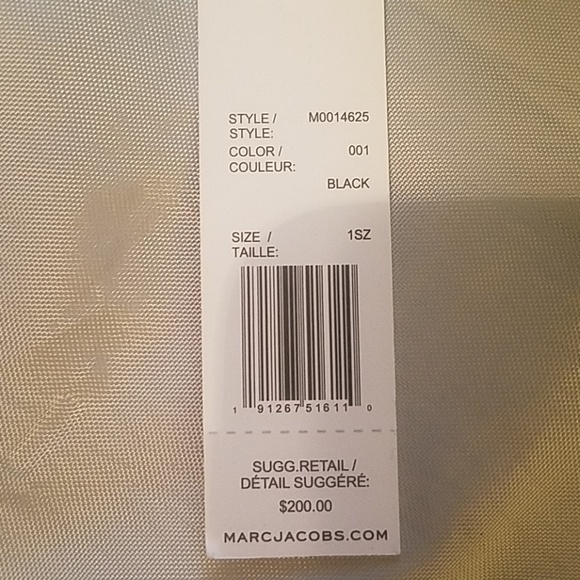 STYLE / M0014625
STYLE:
COLOR / 001
COULEUR:
BLACK
SIZE / 1SZ
TAILLE:
1 91267 51611 0
SUGG.RETAIL /
DÉTAIL SUGGÉRÉ:
$200.00
MARCJACOBS.COM